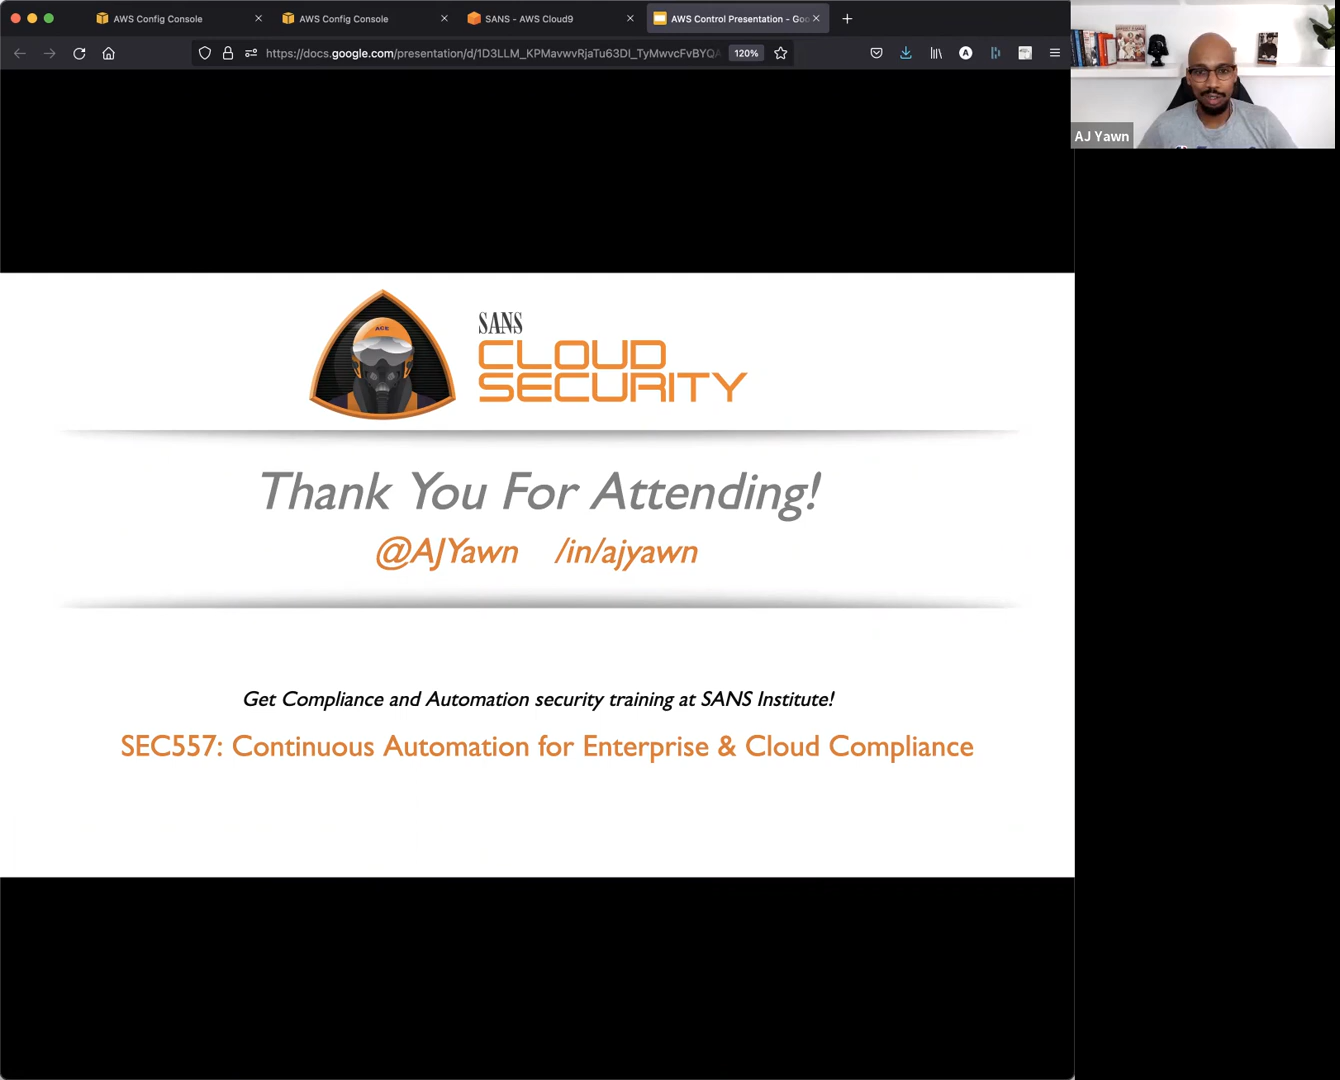 AWS Config Console
AWS Config Console
SANS - AWS Cloud9
AWS Control Presentation - Goo
https://docs.google.com/presentation/d/1D3LLM_KPMavwvRjaTu63DI_TyMwvcFvBYQA
120%
A
AJ Yawn
ACE
SANS
CLOUD
SECURITY
Thank You For Attending!
@AJYawn /in/ajyawn
Get Compliance and Automation security training at SANS Institute!
SEC557: Continuous Automation for Enterprise & Cloud Compliance